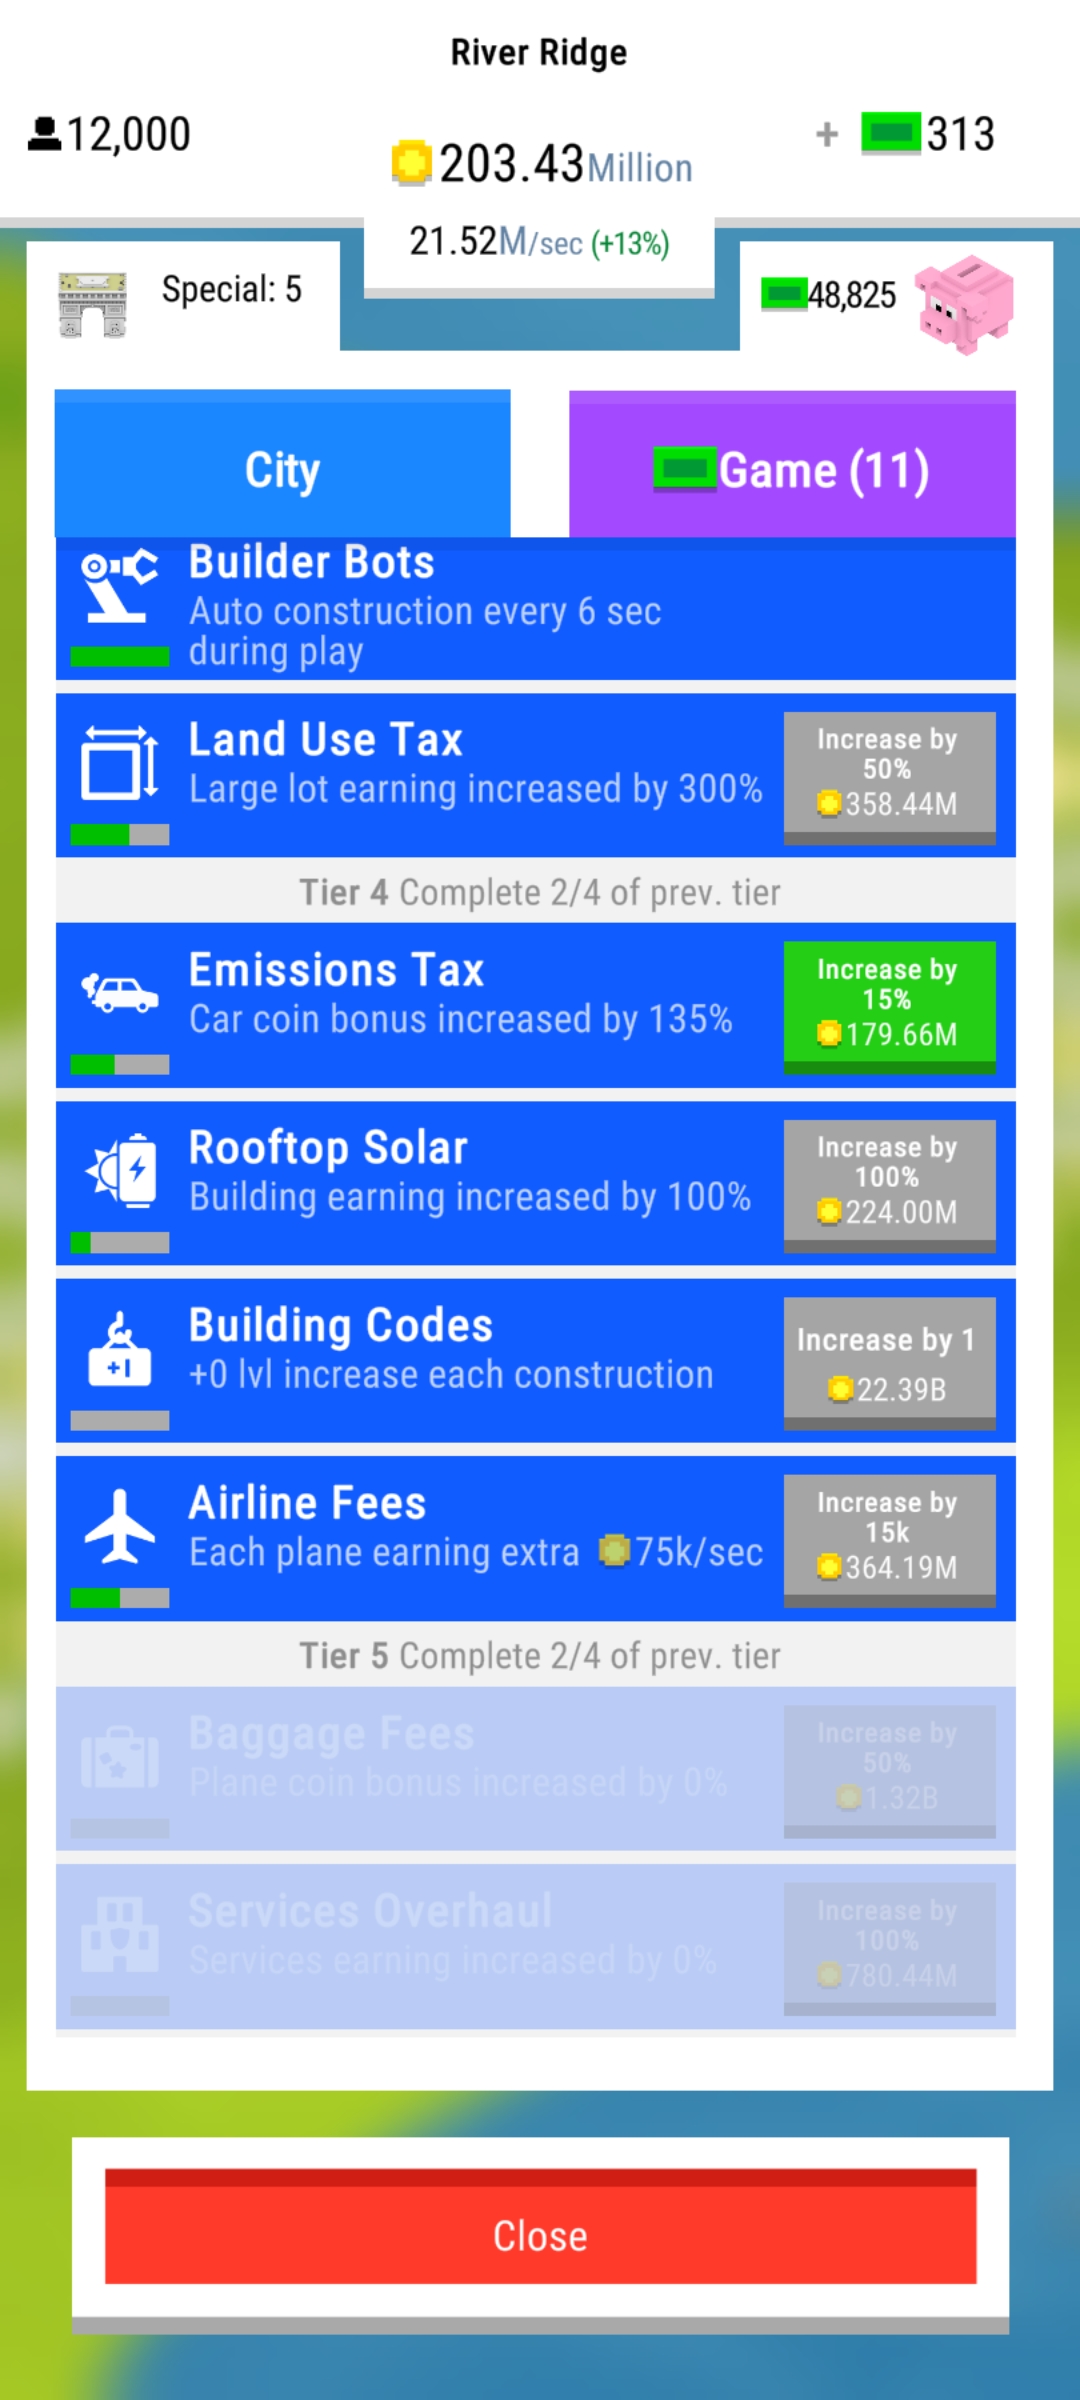 River Ridge
12,000
203.43Million
+ 313
21.52M/sec (+13%)
Special: 5
48,825
City
Game (11)
Builder Bots
Auto construction every 6 sec
during play
Land Use Tax
Large lot earning increased by 300%
Increase by
50%
358.44M
Tier 4 Complete 2/4 of prev. tier
Emissions Tax
Car coin bonus increased by 135%
Increase by
15%
179.66M
Rooftop Solar
Building earning increased by 100%
Increase by
100%
224.00M
+1
Building Codes
+0 lvl increase each construction
Increase by 1
22.39B
Airline Fees
Each plane earning extra 75k/sec
Increase by
15k
364.19M
Tier 5 Complete 2/4 of prev. tier
Baggage Fees
Plane coin bonus increased by 0%
Increase by
50%
1.32B
Services Overhaul
Services earning increased by 0%
Increase by
100%
780.44M
Close